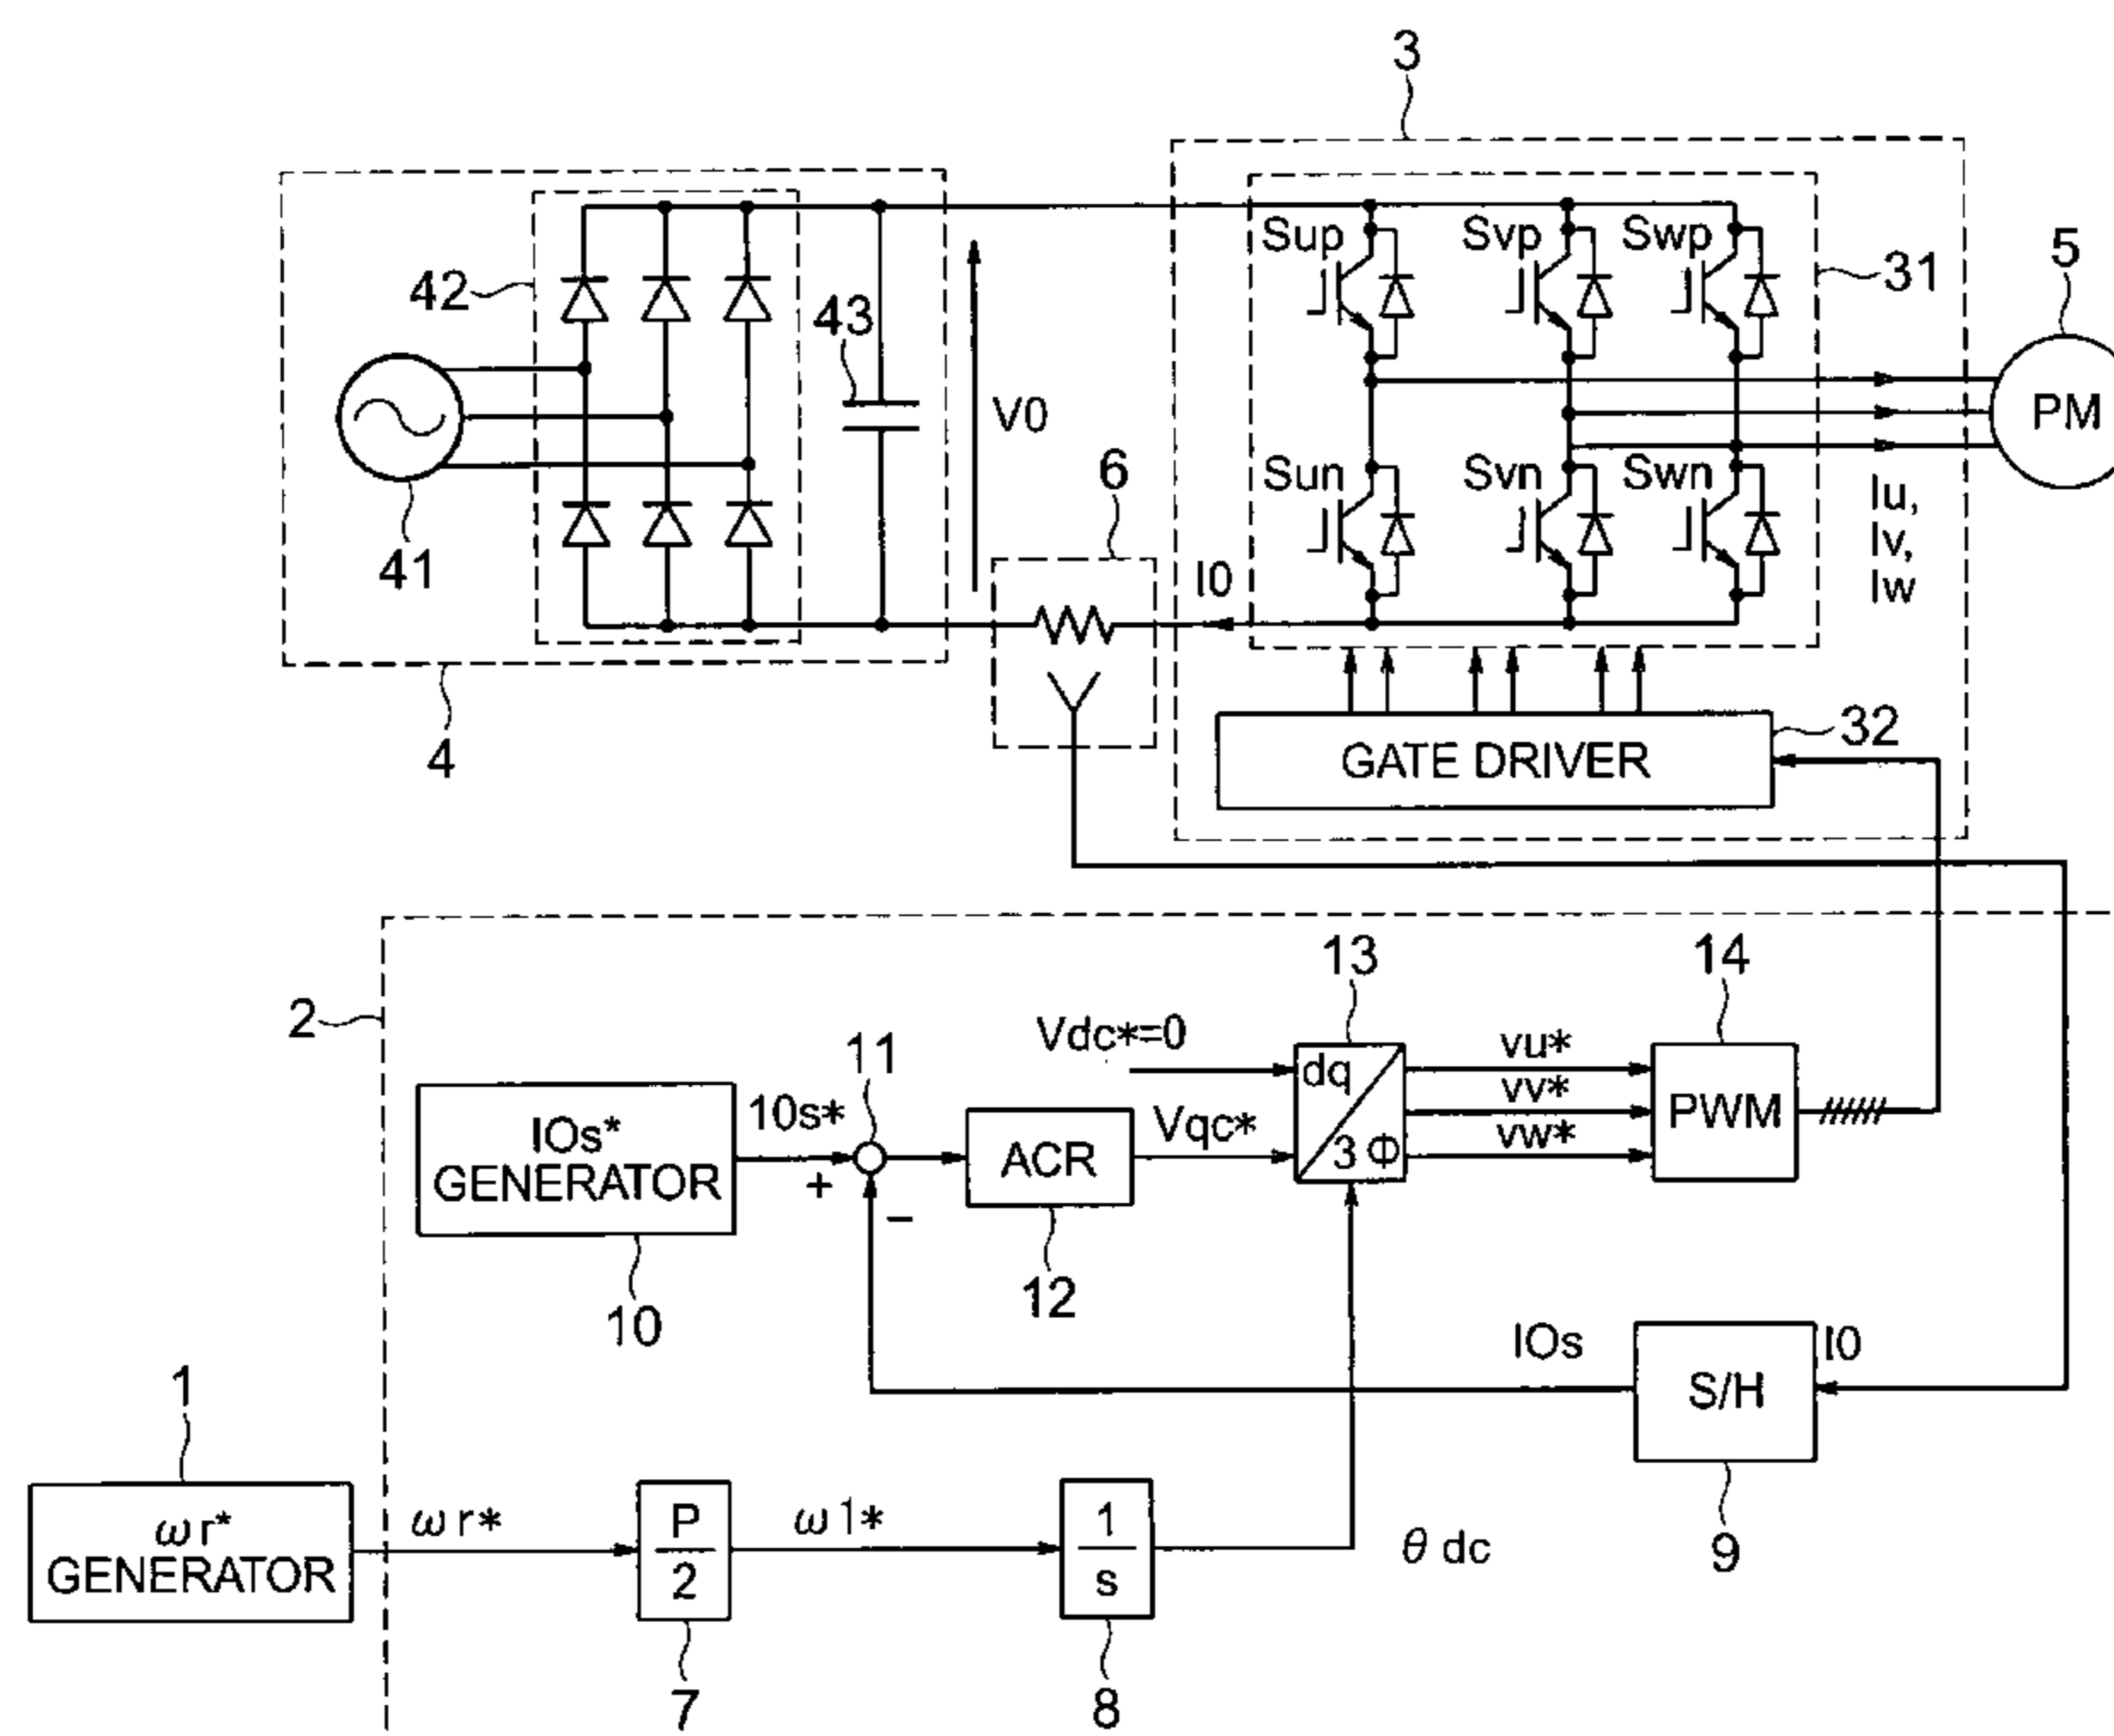 3
Sup
Svp
Swp
31
5
42
43
V0
PM
6
Sun
Svn
Swn
Iu,
Iv,
Iw
41
I0
4
GATE DRIVER
32
2
13
14
11
Vdc*=0
dq
3 Φ
vu*
vv*
vw*
PWM
IOs*
GENERATOR
10s*
+
−
ACR
Vqc*
12
10
IOs
S/H
I0
9
1
ωr*
GENERATOR
ωr*
P
2
ω1*
1
s
θdc
7
8